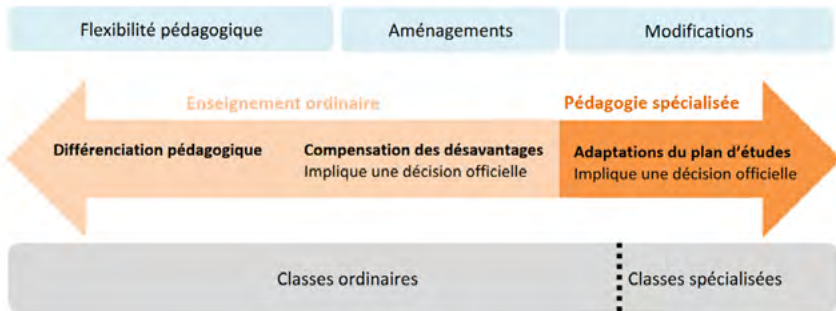 Flexibilité pédagogique
Aménagements
Modifications
Enseignement ordinaire
Pédagogie spécialisée
Différenciation pédagogique
Compensation des désavantages
Implique une décision officielle
Adaptations du plan d'études
Implique une décision officielle
Classes ordinaires
Classes spécialisées